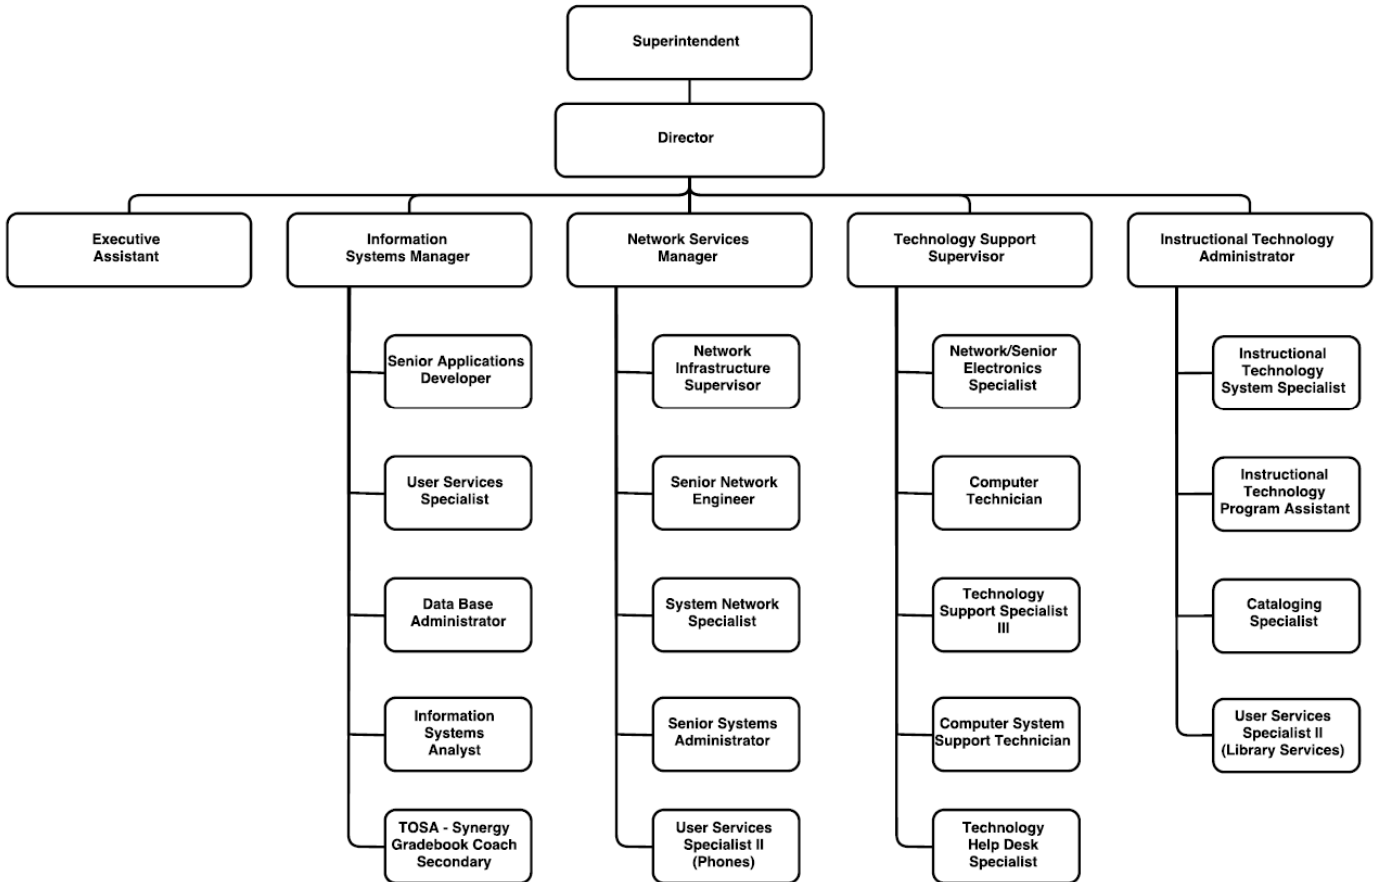 Superintendent
Director
Executive
Assistant
Information
Systems Manager
Network Services
Manager
Technology Support
Supervisor
Instructional Technology
Administrator
Senior Applications
Developer
User Services
Specialist
Data Base
Administrator
Information
Systems
Analyst
TOSA - Synergy
Gradebook Coach
Secondary
Network
Infrastructure
Supervisor
Senior Network
Engineer
System Network
Specialist
Senior Systems
Administrator
User Services
Specialist II
(Phones)
Network/Senior
Electronics
Specialist
Computer
Technician
Technology
Support Specialist
III
Computer System
Support Technician
Technology
Help Desk
Specialist
Instructional
Technology
System Specialist
Instructional
Technology
Program Assistant
Cataloging
Specialist
User Services
Specialist II
(Library Services)